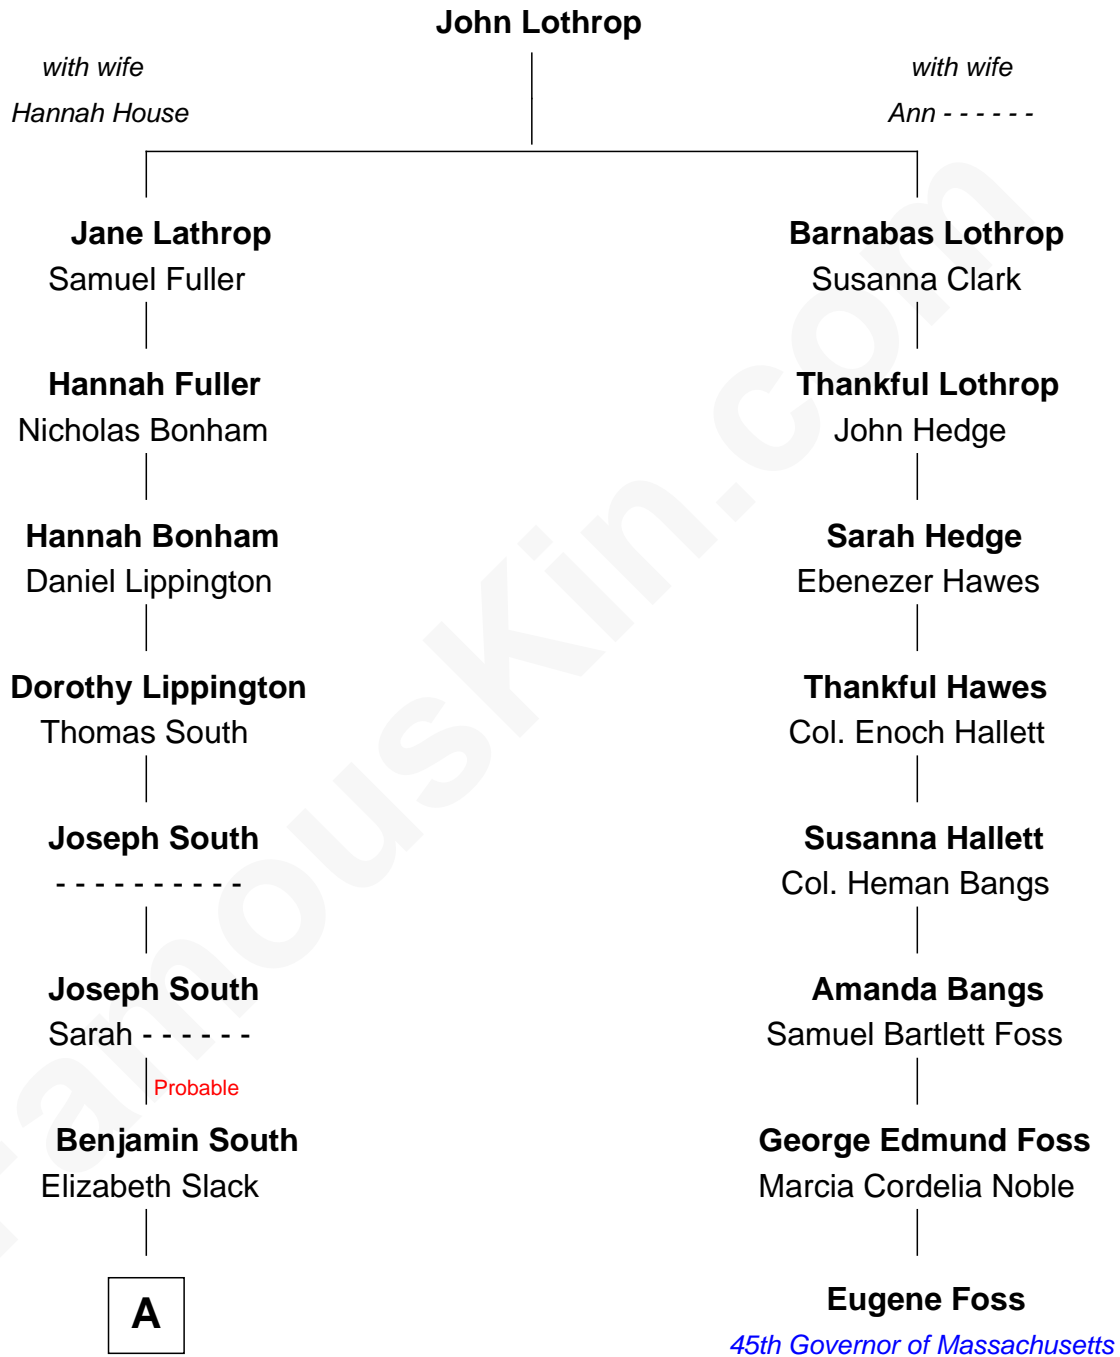 John Lothrop
with wife
Hannah House
with wife
Ann - - - - - -
Jane Lathrop
Samuel Fuller
Barnabas Lothrop
Susanna Clark
Hannah Fuller
Nicholas Bonham
Thankful Lothrop
John Hedge
Hannah Bonham
Daniel Lippington
Sarah Hedge
Ebenezer Hawes
Dorothy Lippington
Thomas South
Thankful Hawes
Col. Enoch Hallett
Joseph South
- - - - - - - - - -
Susanna Hallett
Col. Heman Bangs
Joseph South
Sarah - - - - - -
Probable
Amanda Bangs
Samuel Bartlett Foss
Benjamin South
Elizabeth Slack
George Edmund Foss
Marcia Cordelia Noble
A
Eugene Foss
45th Governor of Massachusetts
FamousKin.com